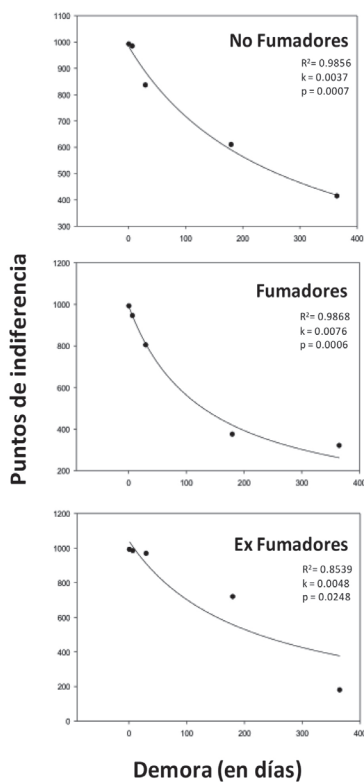 No Fumadores
R²= 0.9856
k = 0.0037
p = 0.0007
1100
1000
900
800
700
600
500
400
300
0
100
200
300
400
Puntos de indiferencia
Fumadores
R²= 0.9868
k = 0.0076
p = 0.0006
1200
1000
800
600
400
200
0
100
200
300
400
Ex Fumadores
R²= 0.8539
k = 0.0048
p = 0.0248
1200
1000
800
600
400
200
0
0
100
200
300
400
Demora (en días)